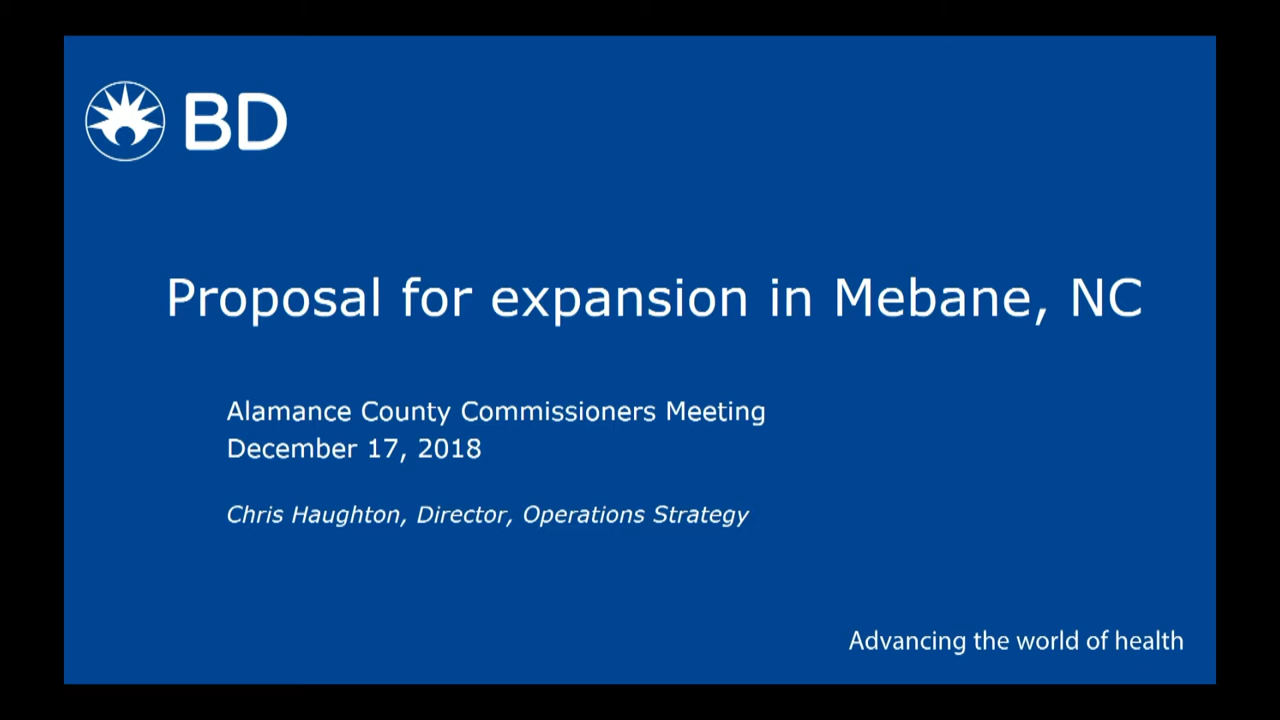 BD
Proposal for expansion in Mebane, NC
Alamance County Commissioners Meeting
December 17, 2018
Chris Haughton, Director, Operations Strategy
Advancing the world of health